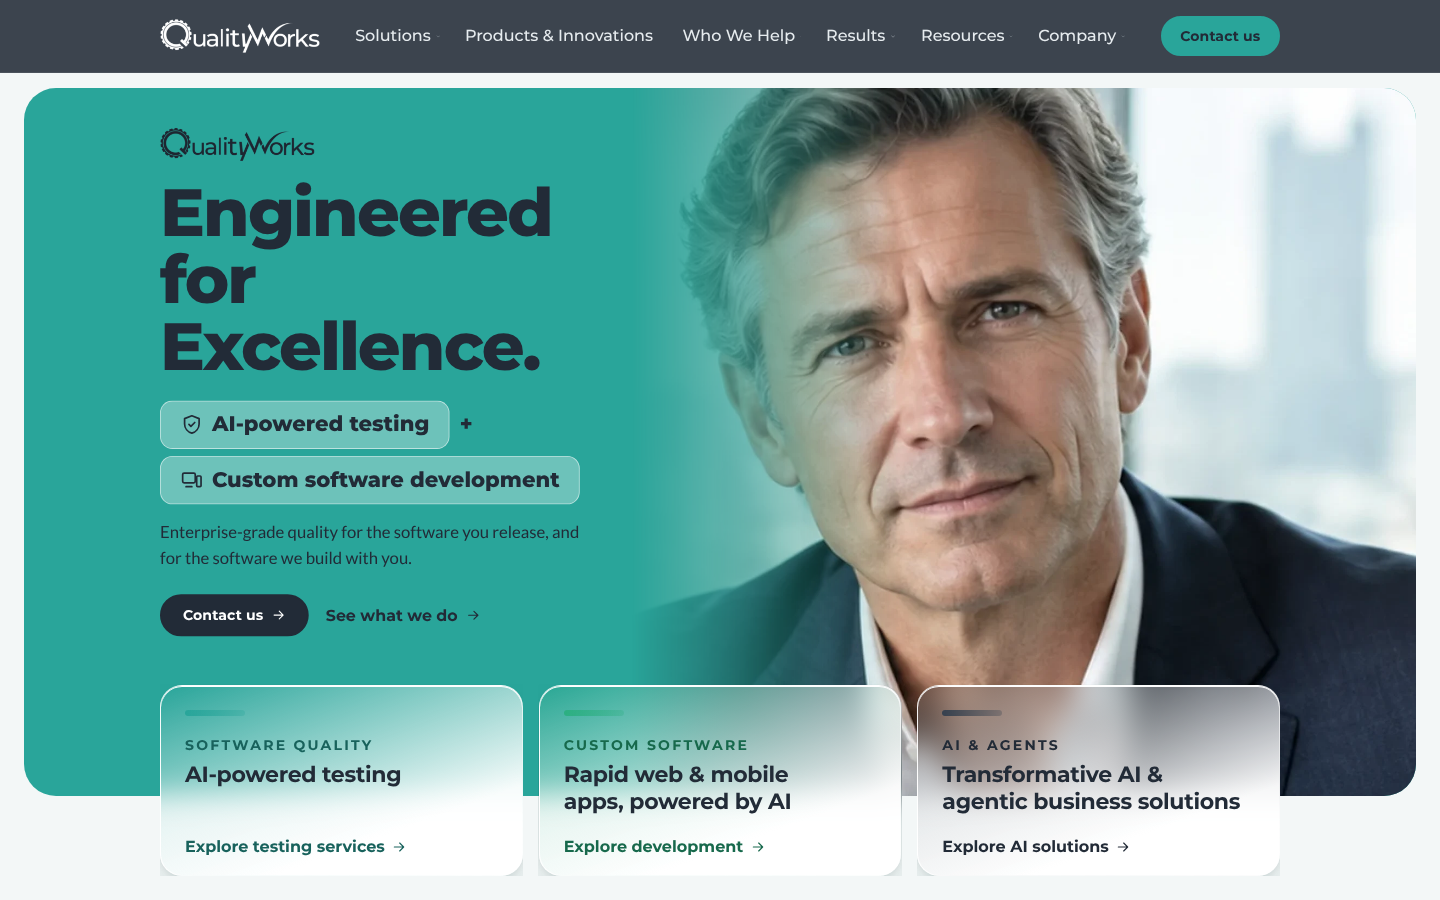 QualityWorks
Solutions
Products & Innovations
Who We Help
Results
Resources
Company
Contact us
QualityWorks
Engineered
for
Excellence.
AI-powered testing +
Custom software development
Enterprise-grade quality for the software you release, and
for the software we build with you.
Contact us →
See what we do →
SOFTWARE QUALITY
AI-powered testing
Explore testing services →
CUSTOM SOFTWARE
Rapid web & mobile
apps, powered by AI
Explore development →
AI & AGENTS
Transformative AI &
agentic business solutions
Explore AI solutions →